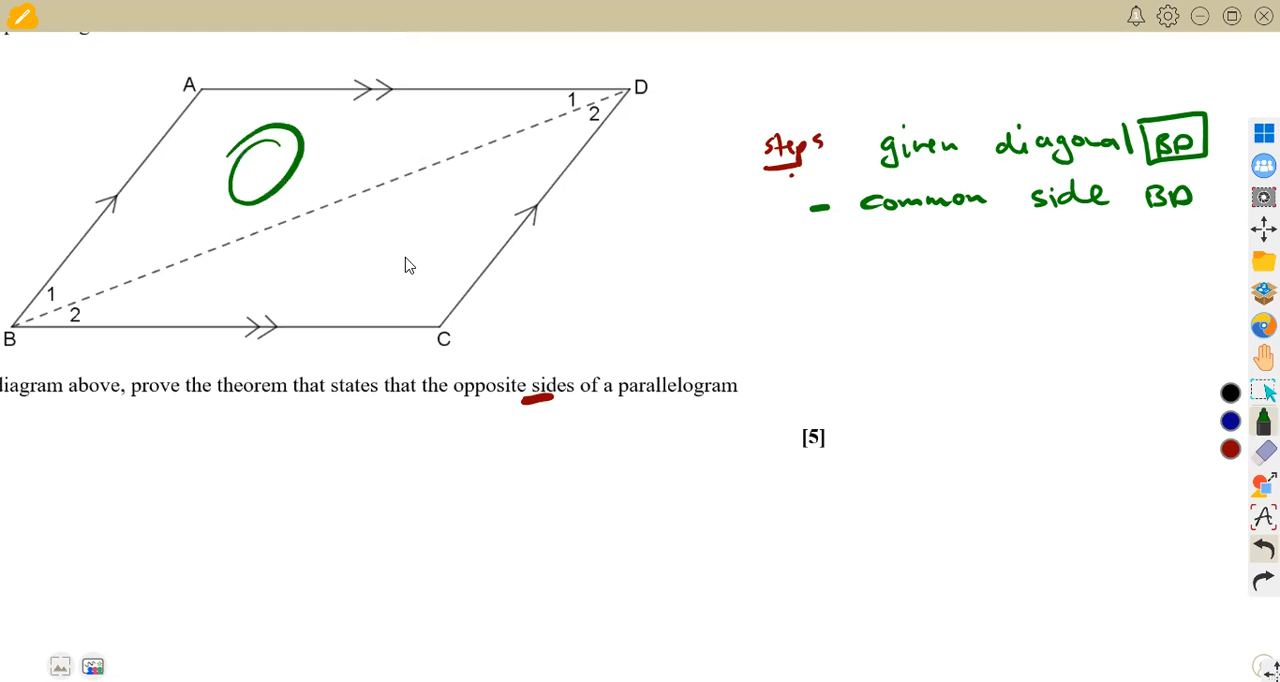 A
D
1
2
steps given diagonal BD
- common side BD
1
2
B
C
diagram above, prove the theorem that states that the opposite sides of a parallelogram
[5]